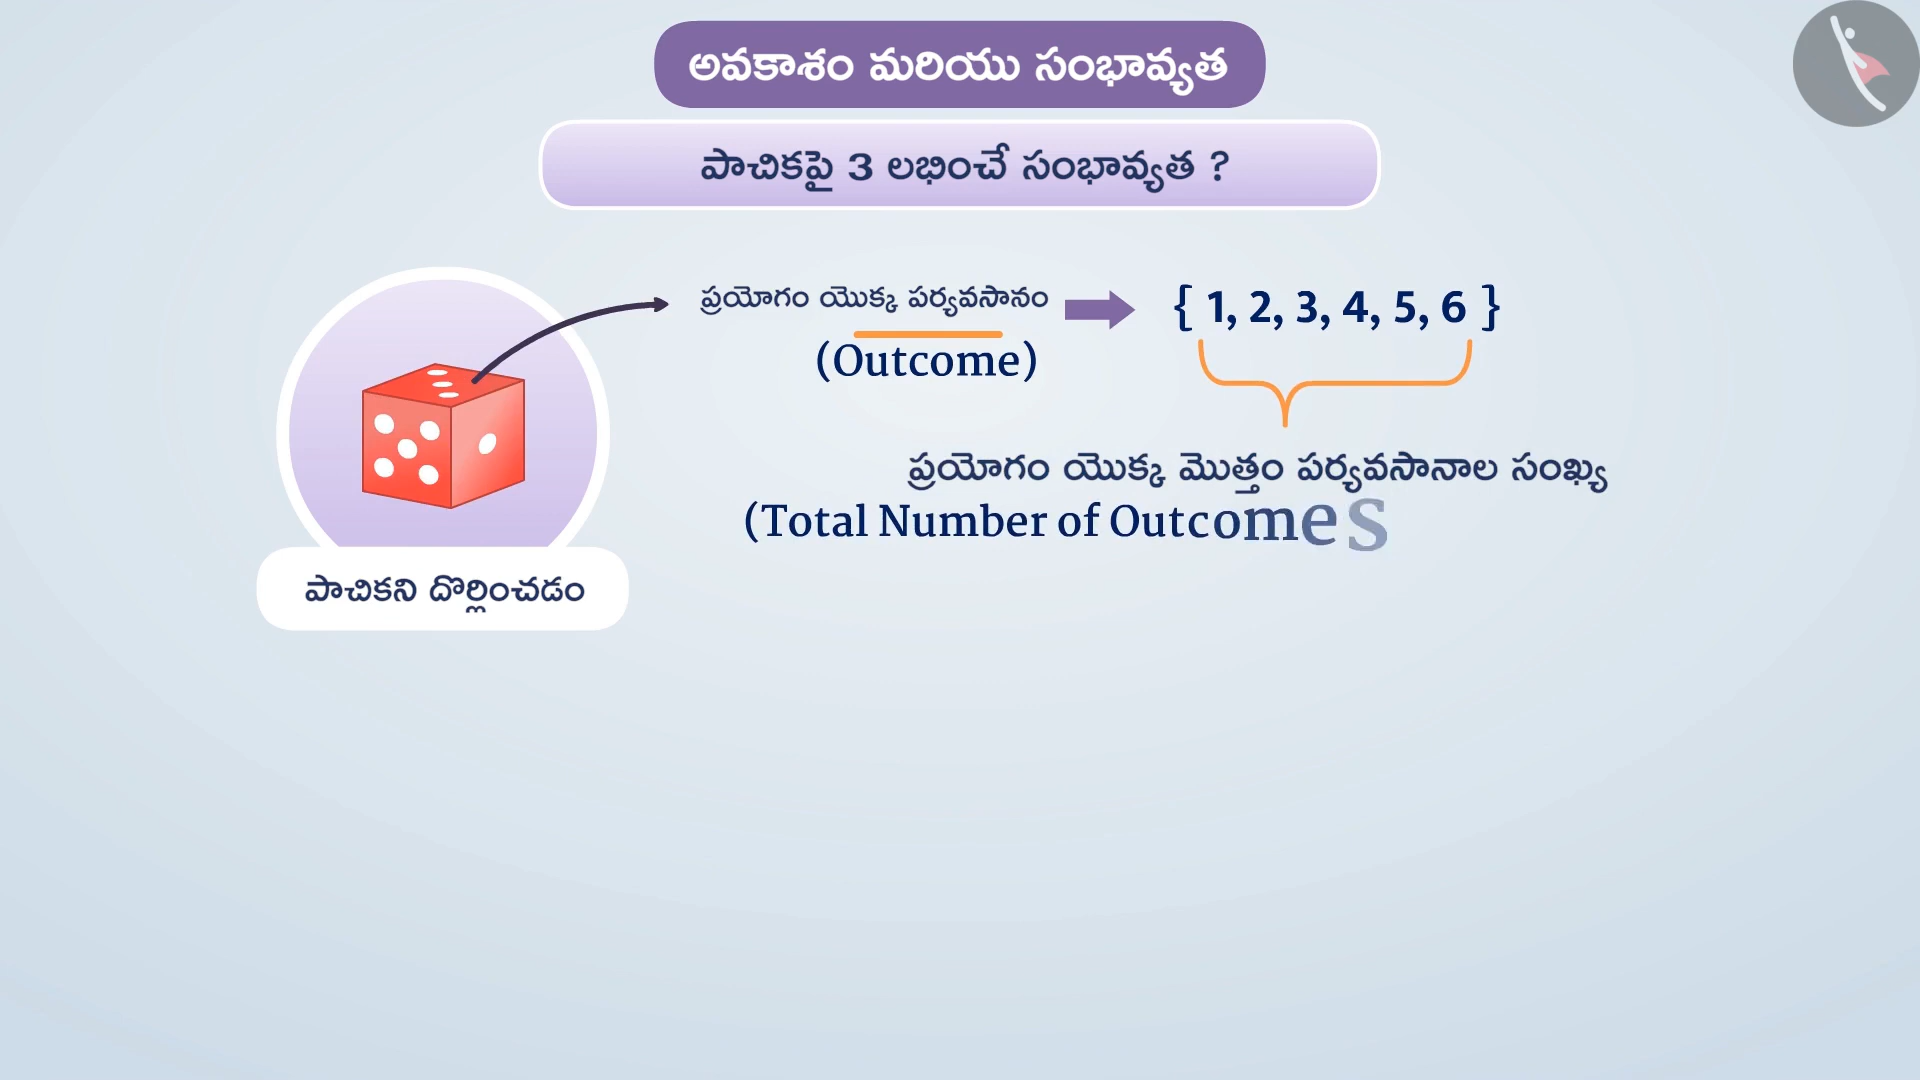 అవకాశం మరియు సంభావ్యత
పాచికపై 3 లభించే సంభావ్యత ?
ప్రయోగం యొక్క పర్యవసానం
(Outcome)
{ 1, 2, 3, 4, 5, 6 }
ప్రయోగం యొక్క మొత్తం పర్యవసానాల సంఖ్య
(Total Number of Outcomes
పాచికని దొర్లించడం